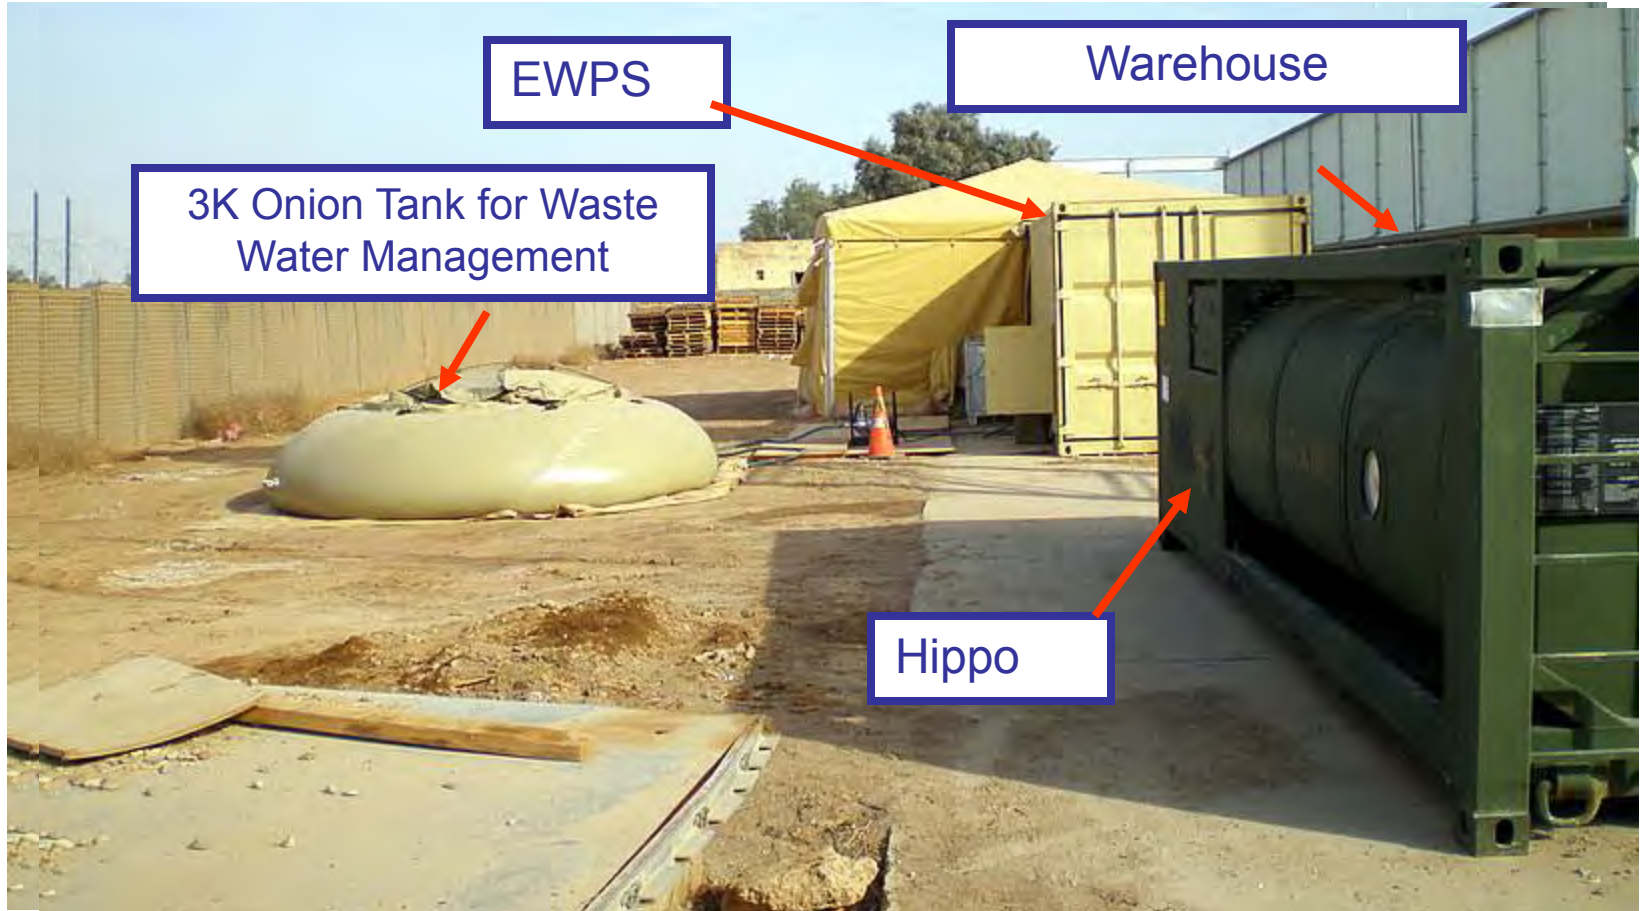 EWPS
Warehouse
3K Onion Tank for Waste
Water Management
Hippo